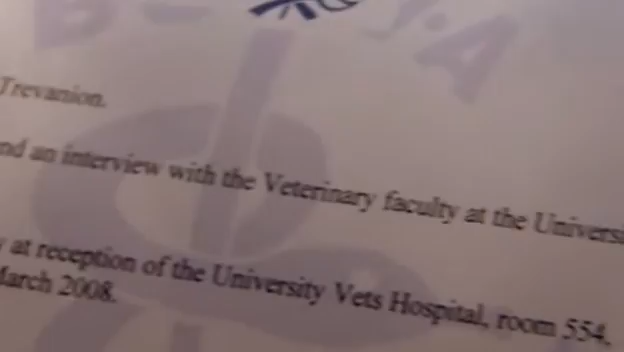 B
A
Trevanion.
nd an interview with the Veterinary faculty at the Universi
y at reception of the University Vets Hospital, room 554,
March 2008.